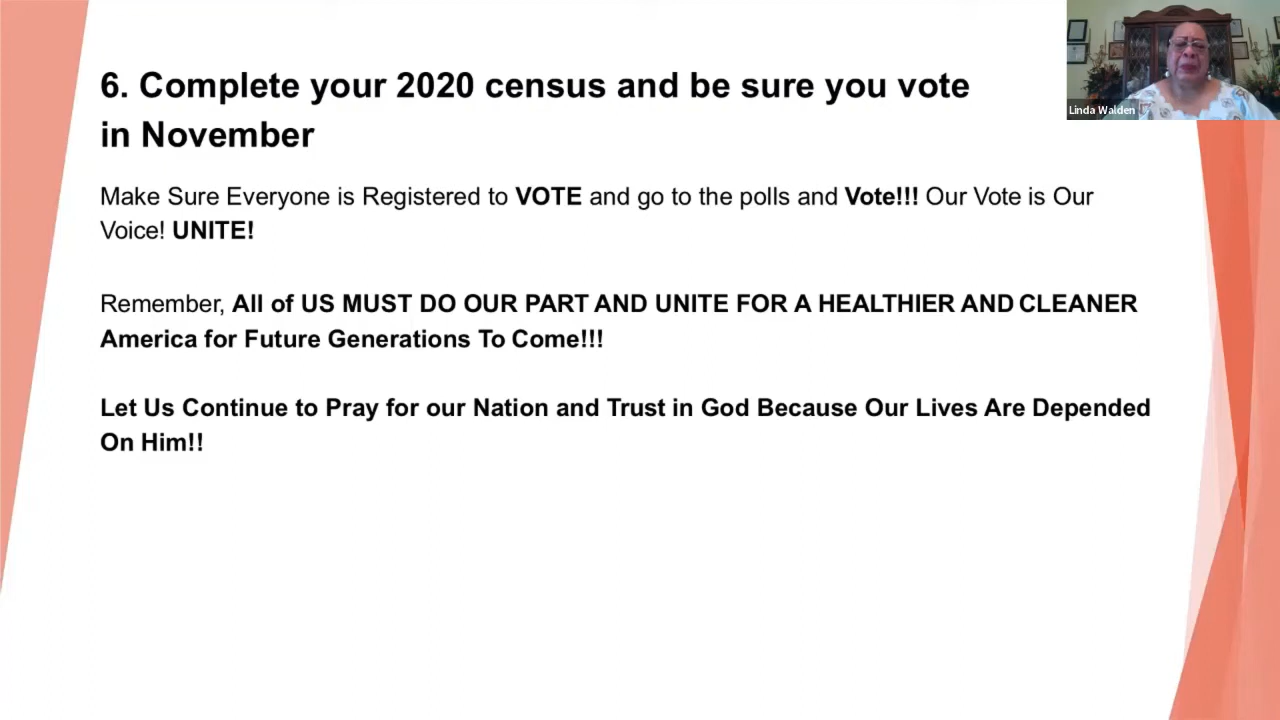 6. Complete your 2020 census and be sure you vote
in November
Make Sure Everyone is Registered to VOTE and go to the polls and Vote!!! Our Vote is Our
Voice! UNITE!
Remember, All of US MUST DO OUR PART AND UNITE FOR A HEALTHIER AND CLEANER
America for Future Generations To Come!!!
Let Us Continue to Pray for our Nation and Trust in God Because Our Lives Are Depended
On Him!!
Linda Walden